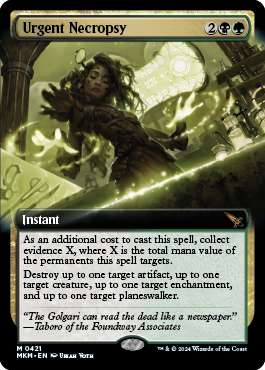 Urgent Necropsy 2
Instant
As an additional cost to cast this spell, collect
evidence X, where X is the total mana value of
the permanents this spell targets.
Destroy up to one target artifact, up to one
target creature, up to one target enchantment,
and up to one target planeswalker.
“The Golgari can read the dead like a newspaper.”
—Taboro of the Foundway Associates
M 0421
MKM • EN Uriah Voth
™ & © 2024 Wizards of the Coast